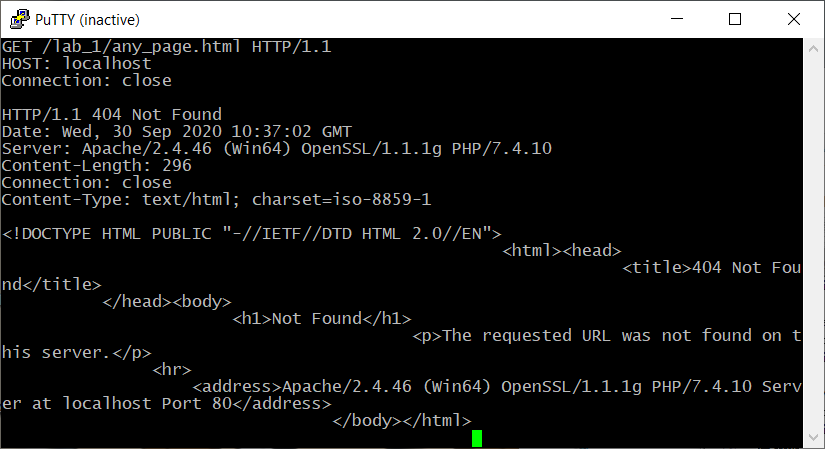 PuTTY (inactive)
GET /lab_1/any_page.html HTTP/1.1
HOST: localhost
Connection: close

HTTP/1.1 404 Not Found
Date: Wed, 30 Sep 2020 10:37:02 GMT
Server: Apache/2.4.46 (Win64) OpenSSL/1.1.1g PHP/7.4.10
Content-Length: 296
Connection: close
Content-Type: text/html; charset=iso-8859-1

<!DOCTYPE HTML PUBLIC "-//IETF//DTD HTML 2.0//EN">
<html><head>
<title>404 Not Fou
nd</title>
</head><body>
<h1>Not Found</h1>
<p>The requested URL was not found on t
his server.</p>
<hr>
<address>Apache/2.4.46 (Win64) OpenSSL/1.1.1g PHP/7.4.10 Serv
er at localhost Port 80</address>
</body></html>